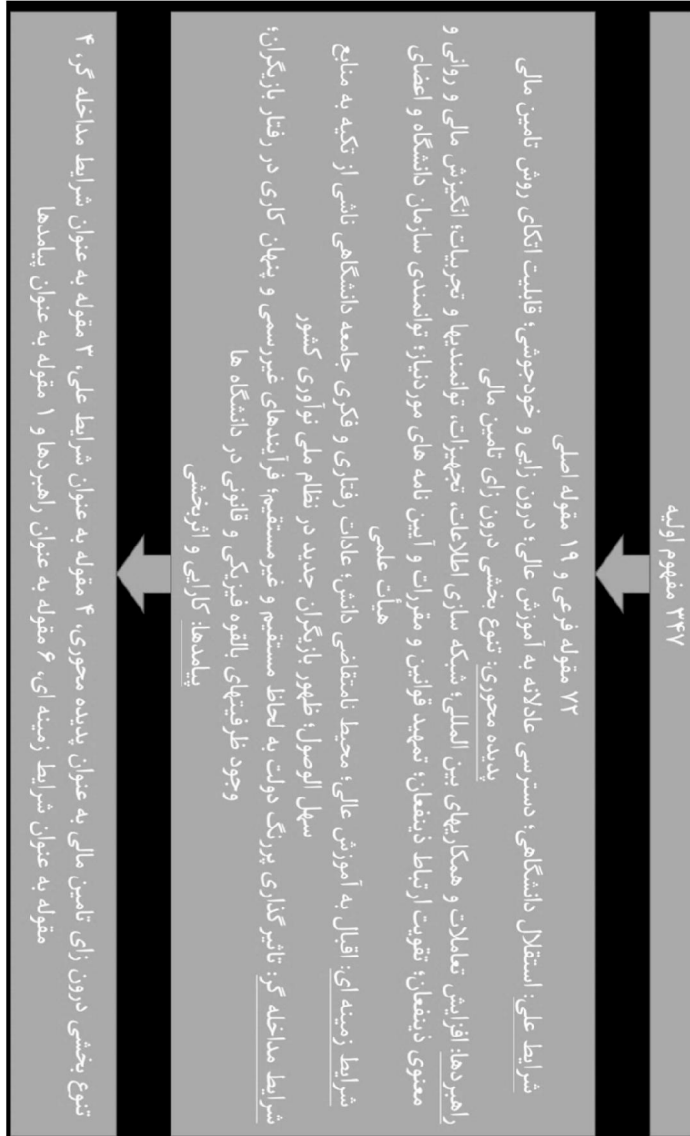 ۳۴۷ مفهوم اولیه
۷۲ مقوله فرعی و ۱۹ مقوله اصلی
شرایط علی: استقلال دانشگاهی؛ دسترسی عادلانه به آموزش عالی؛ درون زایی و خودجوشی؛ قابلیت اتکای روش تامین مالی
پدیده محوری: تنوع بخشی درون زای تامین مالی
راهبردها: افزایش تعاملات و همکاریهای بین المللی؛ شبکه سازی اطلاعات، تجهیزات، توانمندیها و تجربیات؛ انگیزش مالی و روانی و
معنوی ذینفعان؛ تقویت ارتباط ذینفعان؛ تمهید قوانین و مقررات و آیین نامه های موردنیاز؛ توانمندی سازمان دانشگاه و اعضای
هیأت علمی
شرایط زمینه ای: اقبال به آموزش عالی؛ محیط نامتقاضی دانش؛ عادات رفتاری و فکری جامعه دانشگاهی ناشی از تکیه به منابع
سهل الوصول؛ ظهور بازیگران جدید در نظام ملی نوآوری کشور
شرایط مداخله گر: تاثیرگذاری پررنگ دولت به لحاظ مستقیم و غیرمستقیم؛ فرآیندهای غیررسمی و پنهان کاری در رفتار بازیگران؛
وجود ظرفیتهای بالقوه فیزیکی و قانونی در دانشگاه ها
پیامدها: کارایی و اثربخشی
تنوع بخشی درون زای تامین مالی به عنوان پدیده محوری، ۴ مقوله به عنوان شرایط علی، ۳ مقوله به عنوان شرایط مداخله گر، ۴
مقوله به عنوان شرایط زمینه ای، ۶ مقوله به عنوان راهبردها و ۱ مقوله به عنوان پیامدها